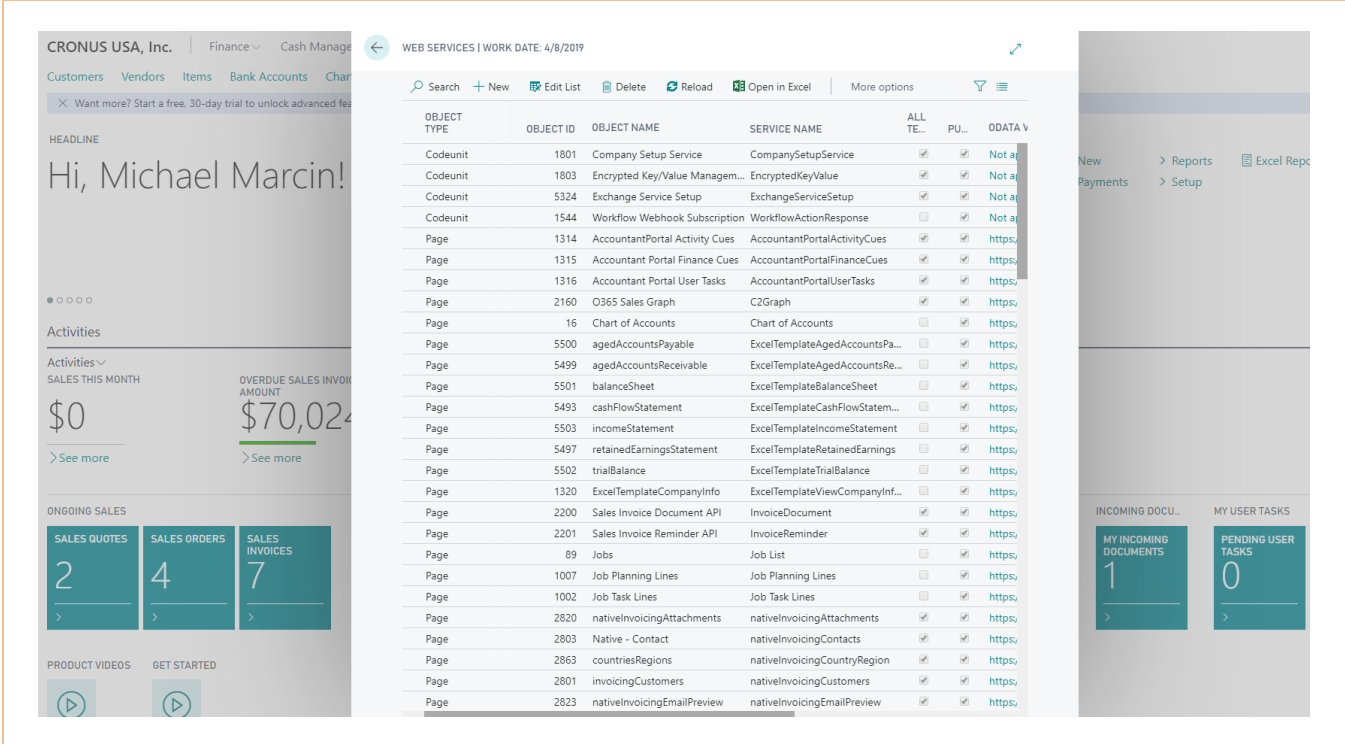 CRONUS USA, Inc. Finance Cash Manage
Customers Vendors Items Bank Accounts Char
Want more? Start a free, 30-day trial to unlock advanced fea
HEADLINE
Hi, Michael Marcin!
Activities
Activities
SALES THIS MONTH
$0
See more
OVERDUE SALES INVOIC
AMOUNT
$70,024
See more
ONGOING SALES
SALES QUOTES
2
SALES ORDERS
4
SALES
INVOICES
7
PRODUCT VIDEOS GET STARTED
WEB SERVICES | WORK DATE: 4/8/2019
Search New Edit List Delete Reload Open in Excel More options
OBJECT
TYPE OBJECT ID OBJECT NAME SERVICE NAME ALL
TE... PU... ODATA V
Codeunit 1801 Company Setup Service CompanySetupService Not ap
Codeunit 1803 Encrypted Key/Value Managem... EncryptedKeyValue Not ap
Codeunit 5324 Exchange Service Setup ExchangeServiceSetup Not ap
Codeunit 1544 Workflow Webhook Subscription WorkflowActionResponse Not ap
Page 1314 AccountantPortal Activity Cues AccountantPortalActivityCues https:/
Page 1315 Accountant Portal Finance Cues AccountantPortalFinanceCues https:/
Page 1316 Accountant Portal User Tasks AccountantPortalUserTasks https:/
Page 2160 O365 Sales Graph C2Graph https:/
Page 16 Chart of Accounts Chart of Accounts https:/
Page 5500 agedAccountsPayable ExcelTemplateAgedAccountsPa... https:/
Page 5499 agedAccountsReceivable ExcelTemplateAgedAccountsRe... https:/
Page 5501 balanceSheet ExcelTemplateBalanceSheet https:/
Page 5493 cashFlowStatement ExcelTemplateCashFlowStatem... https:/
Page 5503 incomeStatement ExcelTemplateIncomeStatement https:/
Page 5497 retainedEarningsStatement ExcelTemplateRetainedEarnings https:/
Page 5502 trialBalance ExcelTemplateTrialBalance https:/
Page 1320 ExcelTemplateCompanyInfo ExcelTemplateViewCompanyInf... https:/
Page 2200 Sales Invoice Document API InvoiceDocument https:/
Page 2201 Sales Invoice Reminder API InvoiceReminder https:/
Page 89 Jobs Job List https:/
Page 1007 Job Planning Lines Job Planning Lines https:/
Page 1002 Job Task Lines Job Task Lines https:/
Page 2820 nativeInvoicingAttachments nativeInvoicingAttachments https:/
Page 2803 Native - Contact nativeInvoicingContacts https:/
Page 2863 countriesRegions nativeInvoicingCountryRegion https:/
Page 2801 invoicingCustomers nativeInvoicingCustomers https:/
Page 2823 nativeInvoicingEmailPreview nativeInvoicingEmailPreview https:/
New Reports Excel Repo
Payments Setup
INCOMING DOCU... MY USER TASKS
MY INCOMING
DOCUMENTS
1
PENDING USER
TASKS
0